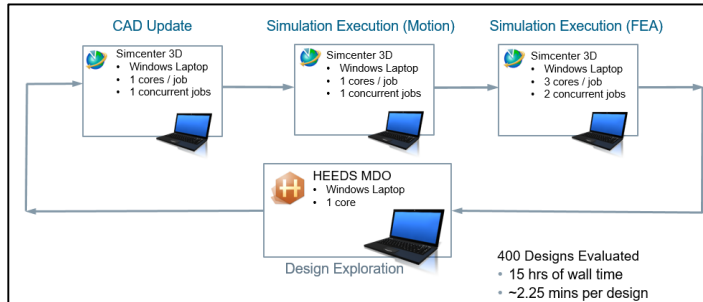 CAD Update
Simcenter 3D
• Windows Laptop
• 1 cores / job
• 1 concurrent jobs
Simulation Execution (Motion)
Simcenter 3D
• Windows Laptop
• 1 cores / job
• 1 concurrent jobs
Simulation Execution (FEA)
Simcenter 3D
• Windows Laptop
• 3 cores / job
• 2 concurrent jobs
HEEDS MDO
• Windows Laptop
• 1 core
Design Exploration
400 Designs Evaluated
• 15 hrs of wall time
• ~2.25 mins per design